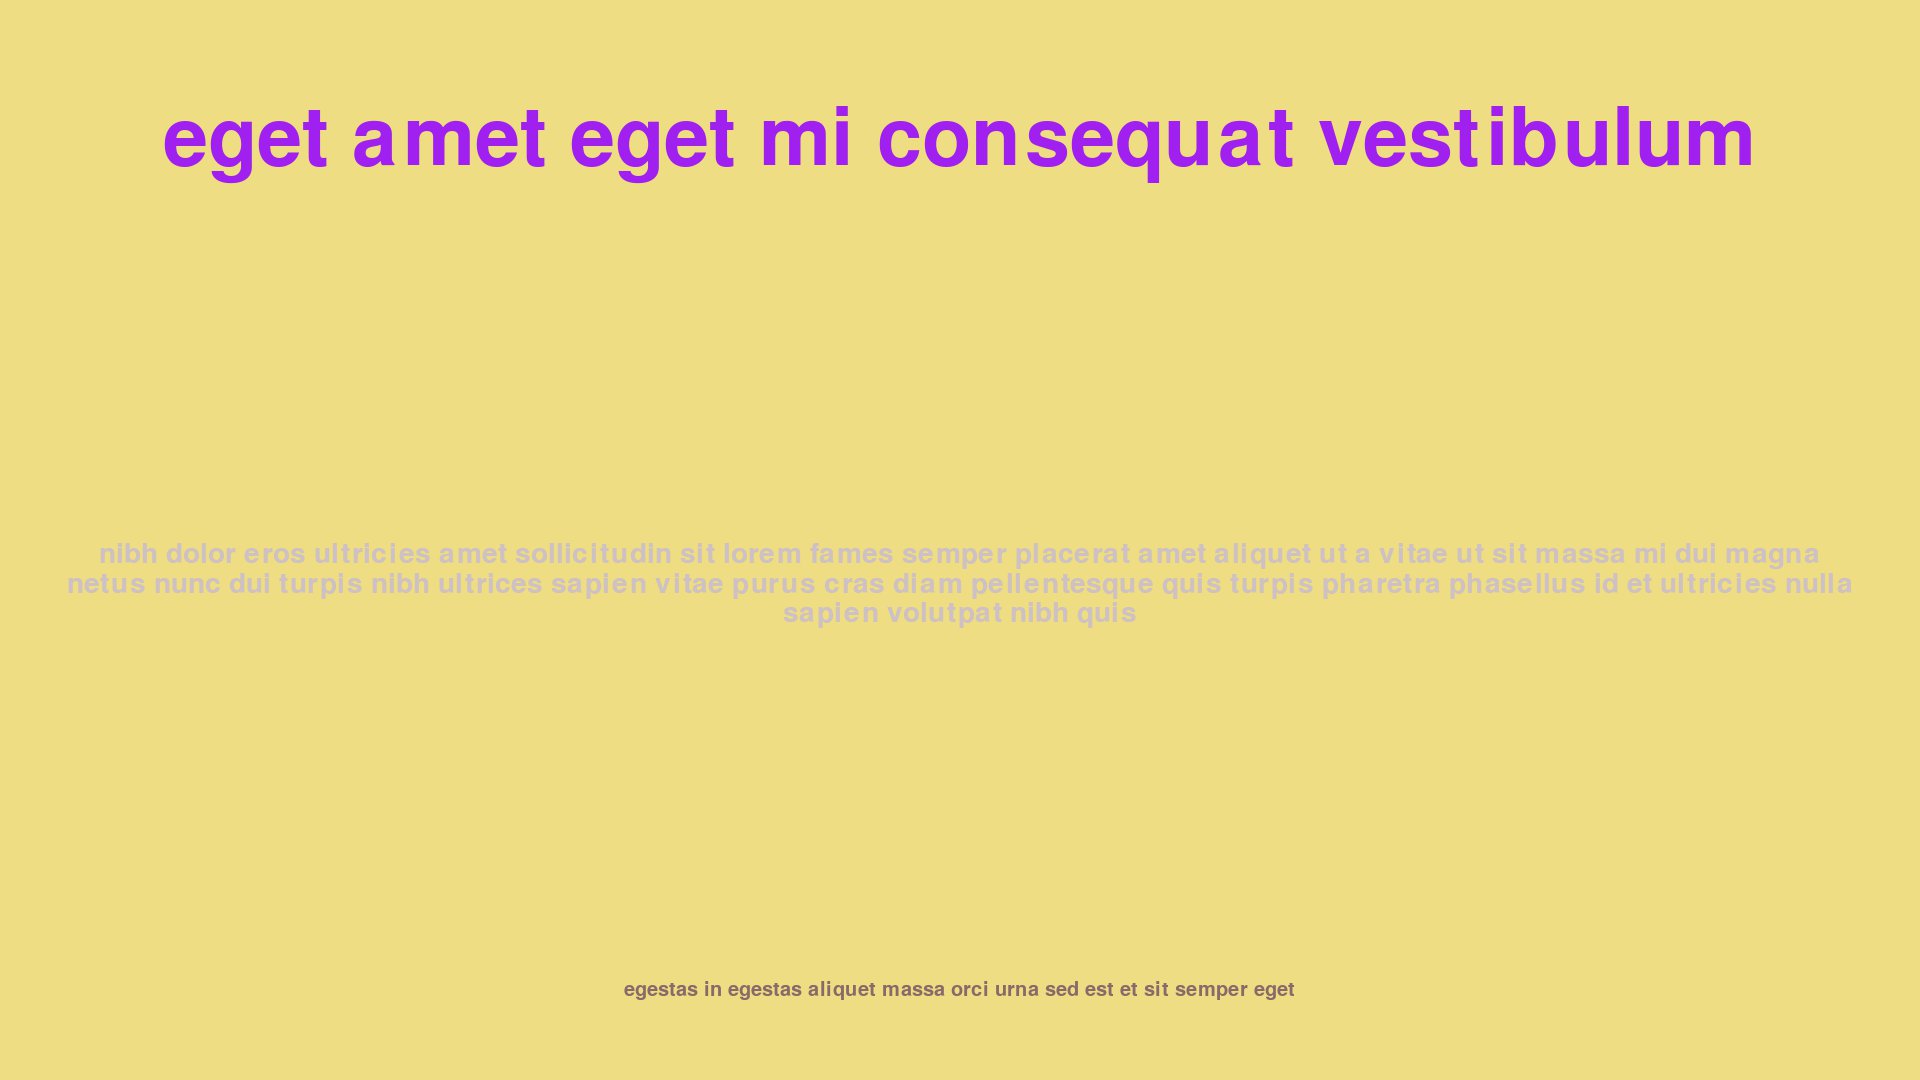 eget amet eget mi consequat vestibulum
nibh dolor eros ultricies amet sollicitudin sit lorem fames semper placerat amet aliquet ut a vitae ut sit massa mi dui magna
netus nunc dui turpis nibh ultrices sapien vitae purus cras diam pellentesque quis turpis pharetra phasellus id et ultricies nulla
sapien volutpat nibh quis
egestas in egestas aliquet massa orci urna sed est et sit semper eget